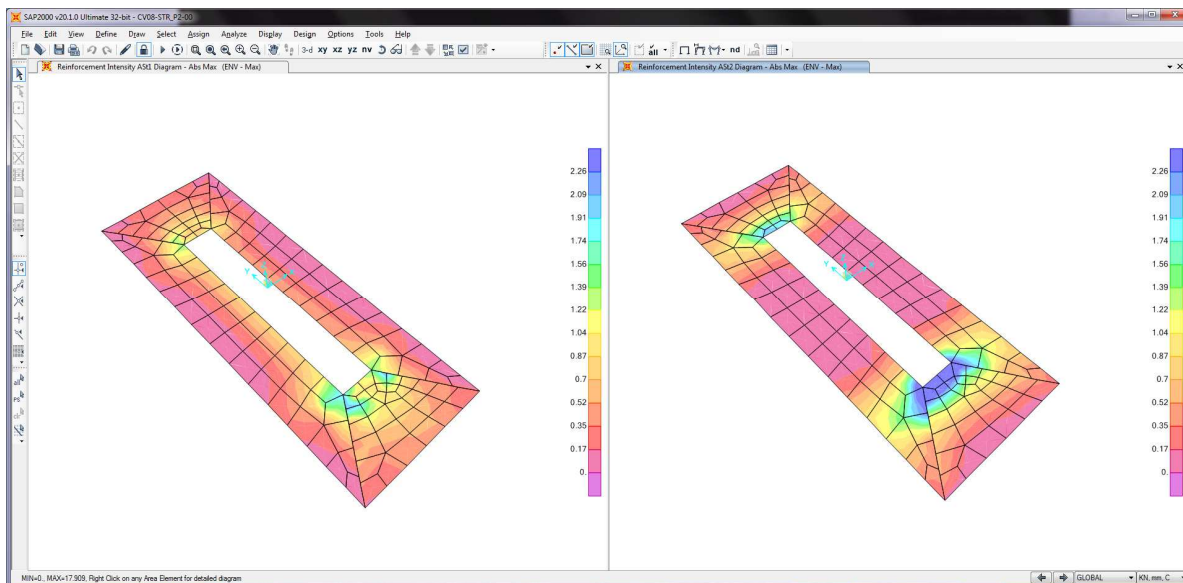 SAP2000 v20.1.0 Ultimate 32-bit - CV08-STR_P2-00
File Edit View Define Draw Select Assign Analyze Display Design Options Tools Help
3-d xy xz yz nv
all
nd
Reinforcement Intensity ASt1 Diagram - Abs Max (ENV - Max)
Reinforcement Intensity ASt2 Diagram - Abs Max (ENV - Max)
all
PS
clr
Y
Z
X
2.26
2.09
1.91
1.74
1.56
1.39
1.22
1.04
0.87
0.7
0.52
0.35
0.17
0.
Y
Z
X
2.26
2.09
1.91
1.74
1.56
1.39
1.22
1.04
0.87
0.7
0.52
0.35
0.17
0.
MIN=0., MAX=17.909, Right Click on any Area Element for detailed diagram
GLOBAL
KN, mm, C